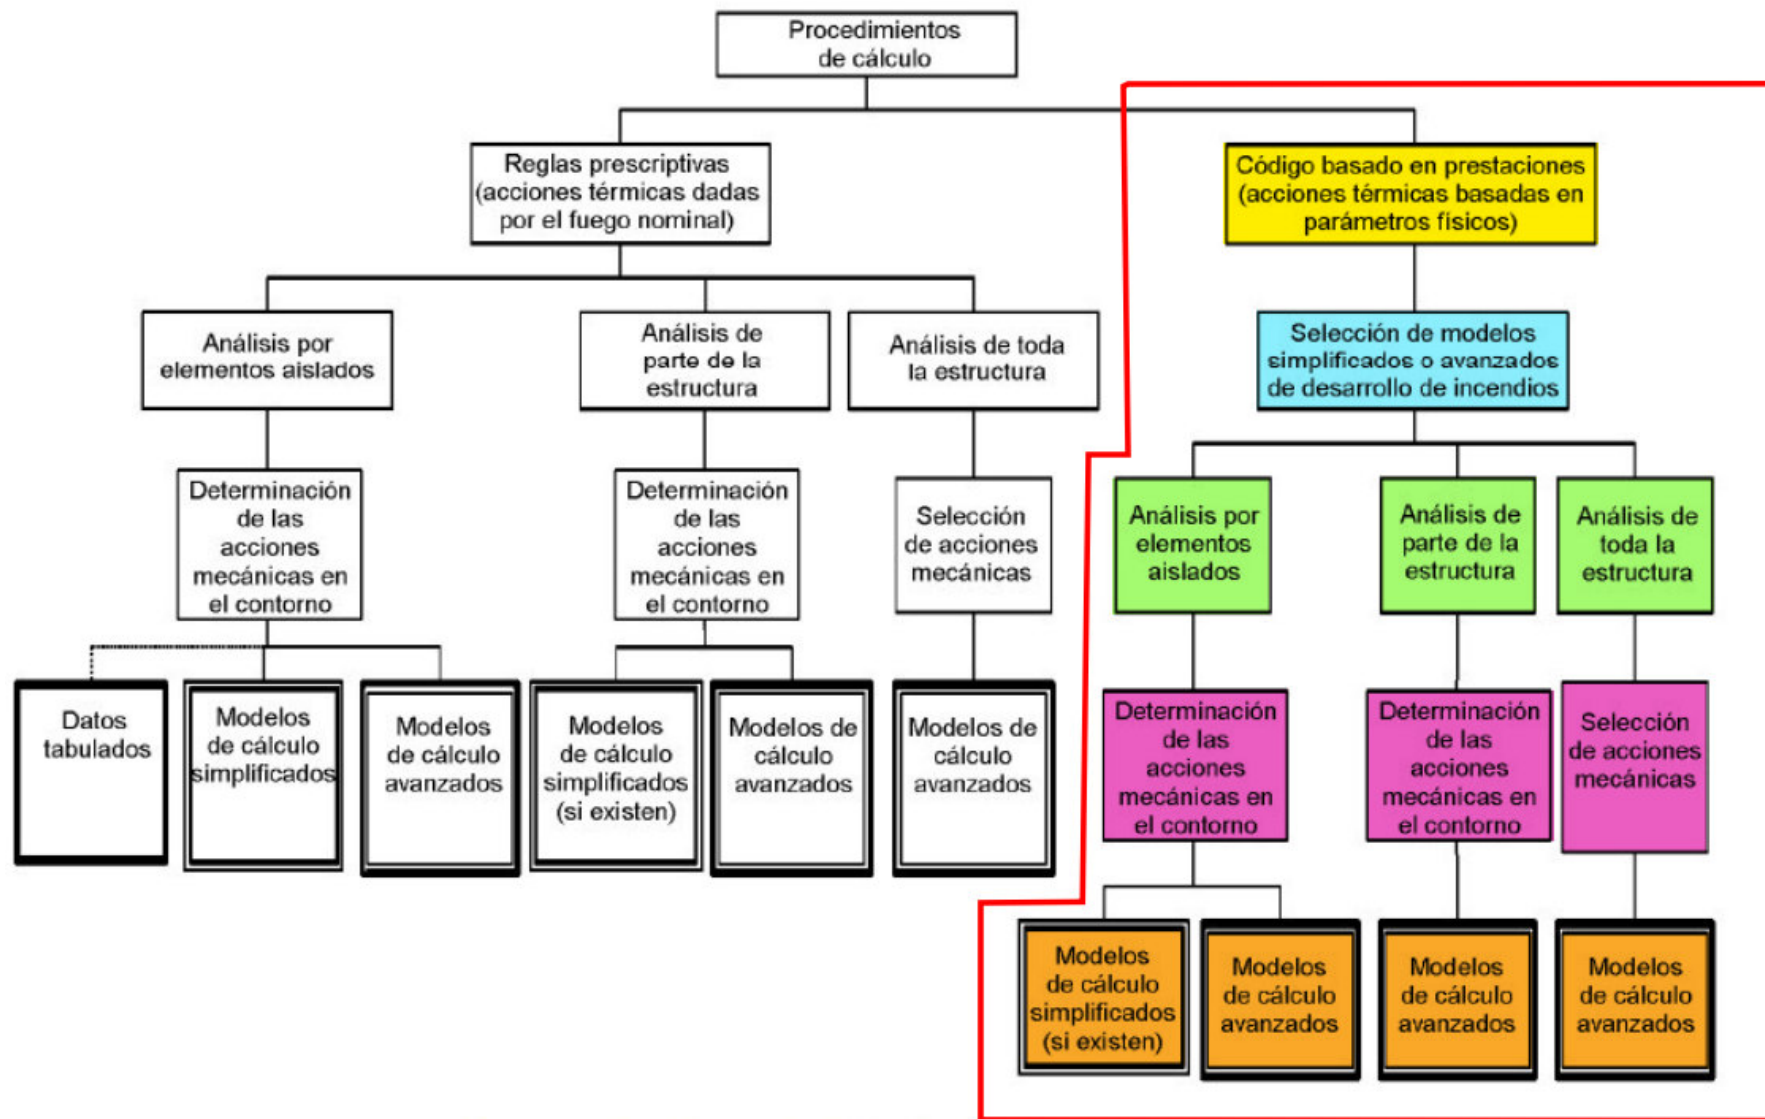 Procedimientos
de cálculo
Reglas prescriptivas
(acciones térmicas dadas
por el fuego nominal)
Código basado en prestaciones
(acciones térmicas basadas en
parámetros físicos)
Análisis por
elementos aislados
Análisis de
parte de la
estructura
Análisis de toda
la estructura
Selección de modelos
simplificados o avanzados
de desarrollo de incendios
Determinación
de las
acciones
mecánicas en
el contorno
Determinación
de las
acciones
mecánicas en
el contorno
Selección
de acciones
mecánicas
Análisis por
elementos
aislados
Análisis de
parte de la
estructura
Análisis de
toda la
estructura
Datos
tabulados
Modelos
de cálculo
simplificados
Modelos
de cálculo
avanzados
Modelos
de cálculo
simplificados
(si existen)
Modelos de
cálculo
avanzados
Modelos de
cálculo
avanzados
Determinación
de las
acciones
mecánicas en
el contorno
Determinación
de las
acciones
mecánicas en
el contorno
Selección
de acciones
mecánicas
Modelos
de cálculo
simplificados
(si existen)
Modelos
de cálculo
avanzados
Modelos
de cálculo
avanzados
Modelos
de cálculo
avanzados